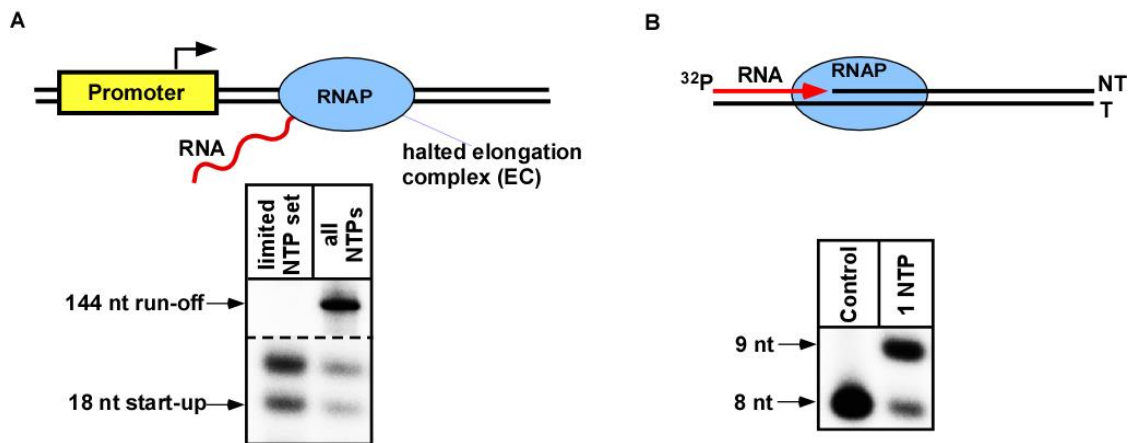 A
Promoter
RNAP
RNA
halted elongation
complex (EC)
limited
NTP set
all
NTPs
144 nt run-off
18 nt start-up
B
32P
RNA
RNAP
NT
T
Control
1 NTP
9 nt
8 nt